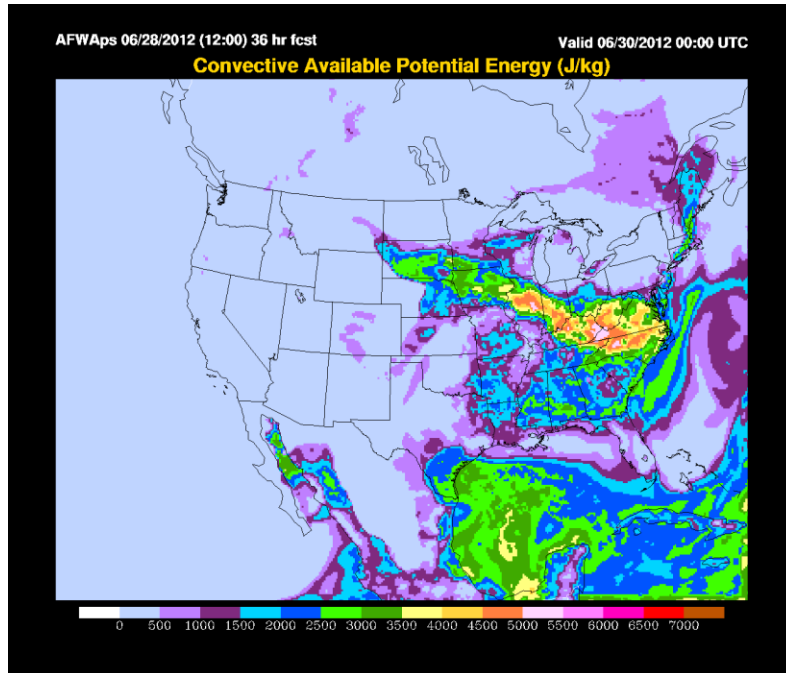 AFWAps 06/28/2012 (12:00) 36 hr fcst Valid 06/30/2012 00:00 UTC
Convective Available Potential Energy (J/kg)
0 500 1000 1500 2000 2500 3000 3500 4000 4500 5000 5500 6000 6500 7000